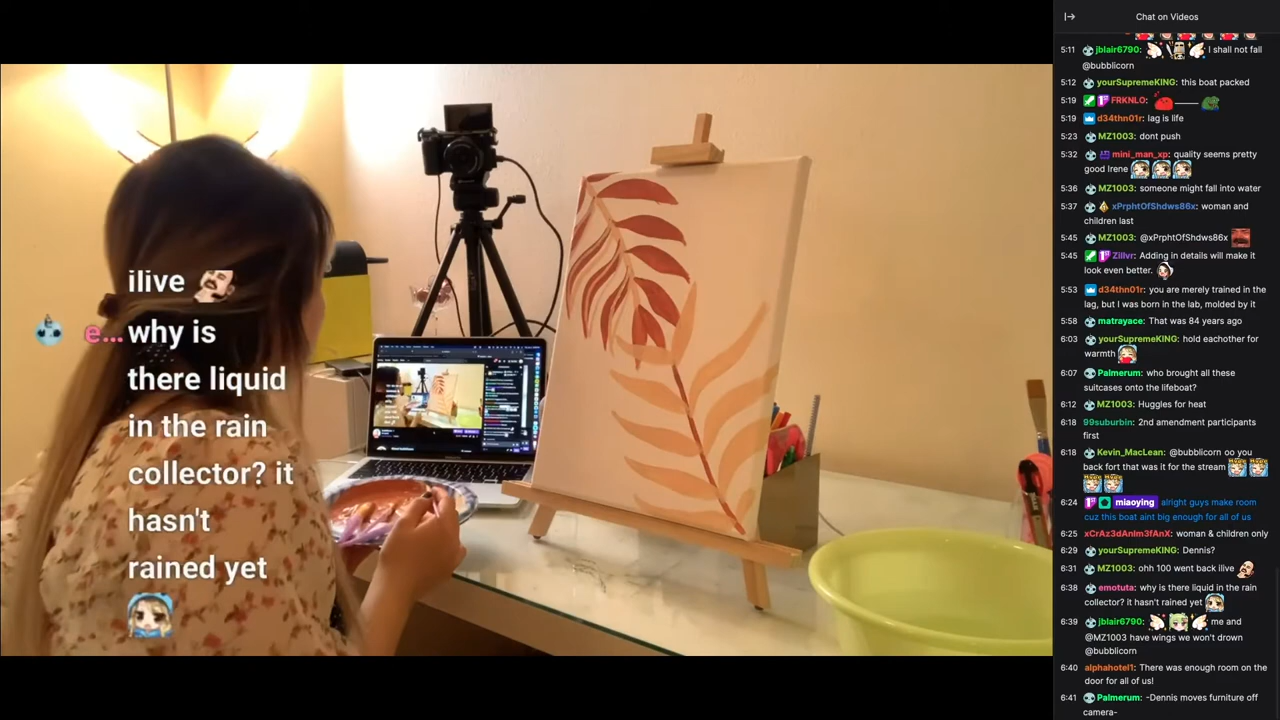 ilive
e... why is
there liquid
in the rain
collector? it
hasn't
rained yet
Chat on Videos
5:11 jblair6790: I shall not fall
@bubblicorn
5:12 yourSupremeKING: this boat packed
5:19 FRKNLO:
5:19 d34thn01r: lag is life
5:23 MZ1003: dont push
5:32 mini_man_xp: quality seems pretty
good Irene
5:36 MZ1003: someone might fall into water
5:37 xPrphtOfShdws86x: woman and
children last
5:45 MZ1003: @xPrphtOfShdws86x
5:45 Zillvr: Adding in details will make it
look even better.
5:53 d34thn01r: you are merely trained in the
lag, but I was born in the lab, molded by it
5:58 matrayace: That was 84 years ago
6:03 yourSupremeKING: hold eachother for
warmth
6:07 Palmerum: who brought all these
suitcases onto the lifeboat?
6:12 MZ1003: Huggles for heat
6:18 99suburbin: 2nd amendment participants
first
6:18 Kevin_MacLean: @bubblicorn oo you
back fort that was it for the stream
6:24 miaoying alright guys make room
cuz this boat aint big enough for all of us
6:25 xCrAz3dAnIm3fAnX: woman & children only
6:29 yourSupremeKING: Dennis?
6:31 MZ1003: ohh 100 went back ilive
6:38 emotuta: why is there liquid in the rain
collector? it hasn't rained yet
6:39 jblair6790: me and
@MZ1003 have wings we won't drown
@bubblicorn
6:40 alphahotel1: There was enough room on the
door for all of us!
6:41 Palmerum: -Dennis moves furniture off
camera-